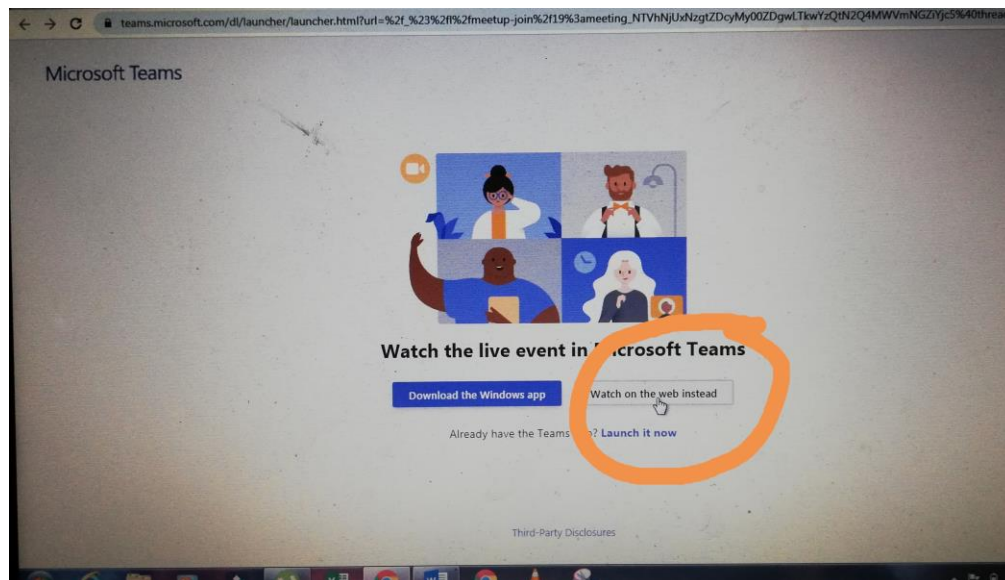 teams.microsoft.com/dl/launcher/launcher.html?url=%2f_%23%2fl%2fmeetup-join%2f19%3ameeting_NTVhNjUxNzgtZDcyMy00ZDgwLTkwYzQtN2Q4MWVmNGZiYjc5%40threa
Microsoft Teams
Watch the live event in Microsoft Teams
Download the Windows app
Watch on the web instead
Already have the Teams app? Launch it now
Third-Party Disclosures